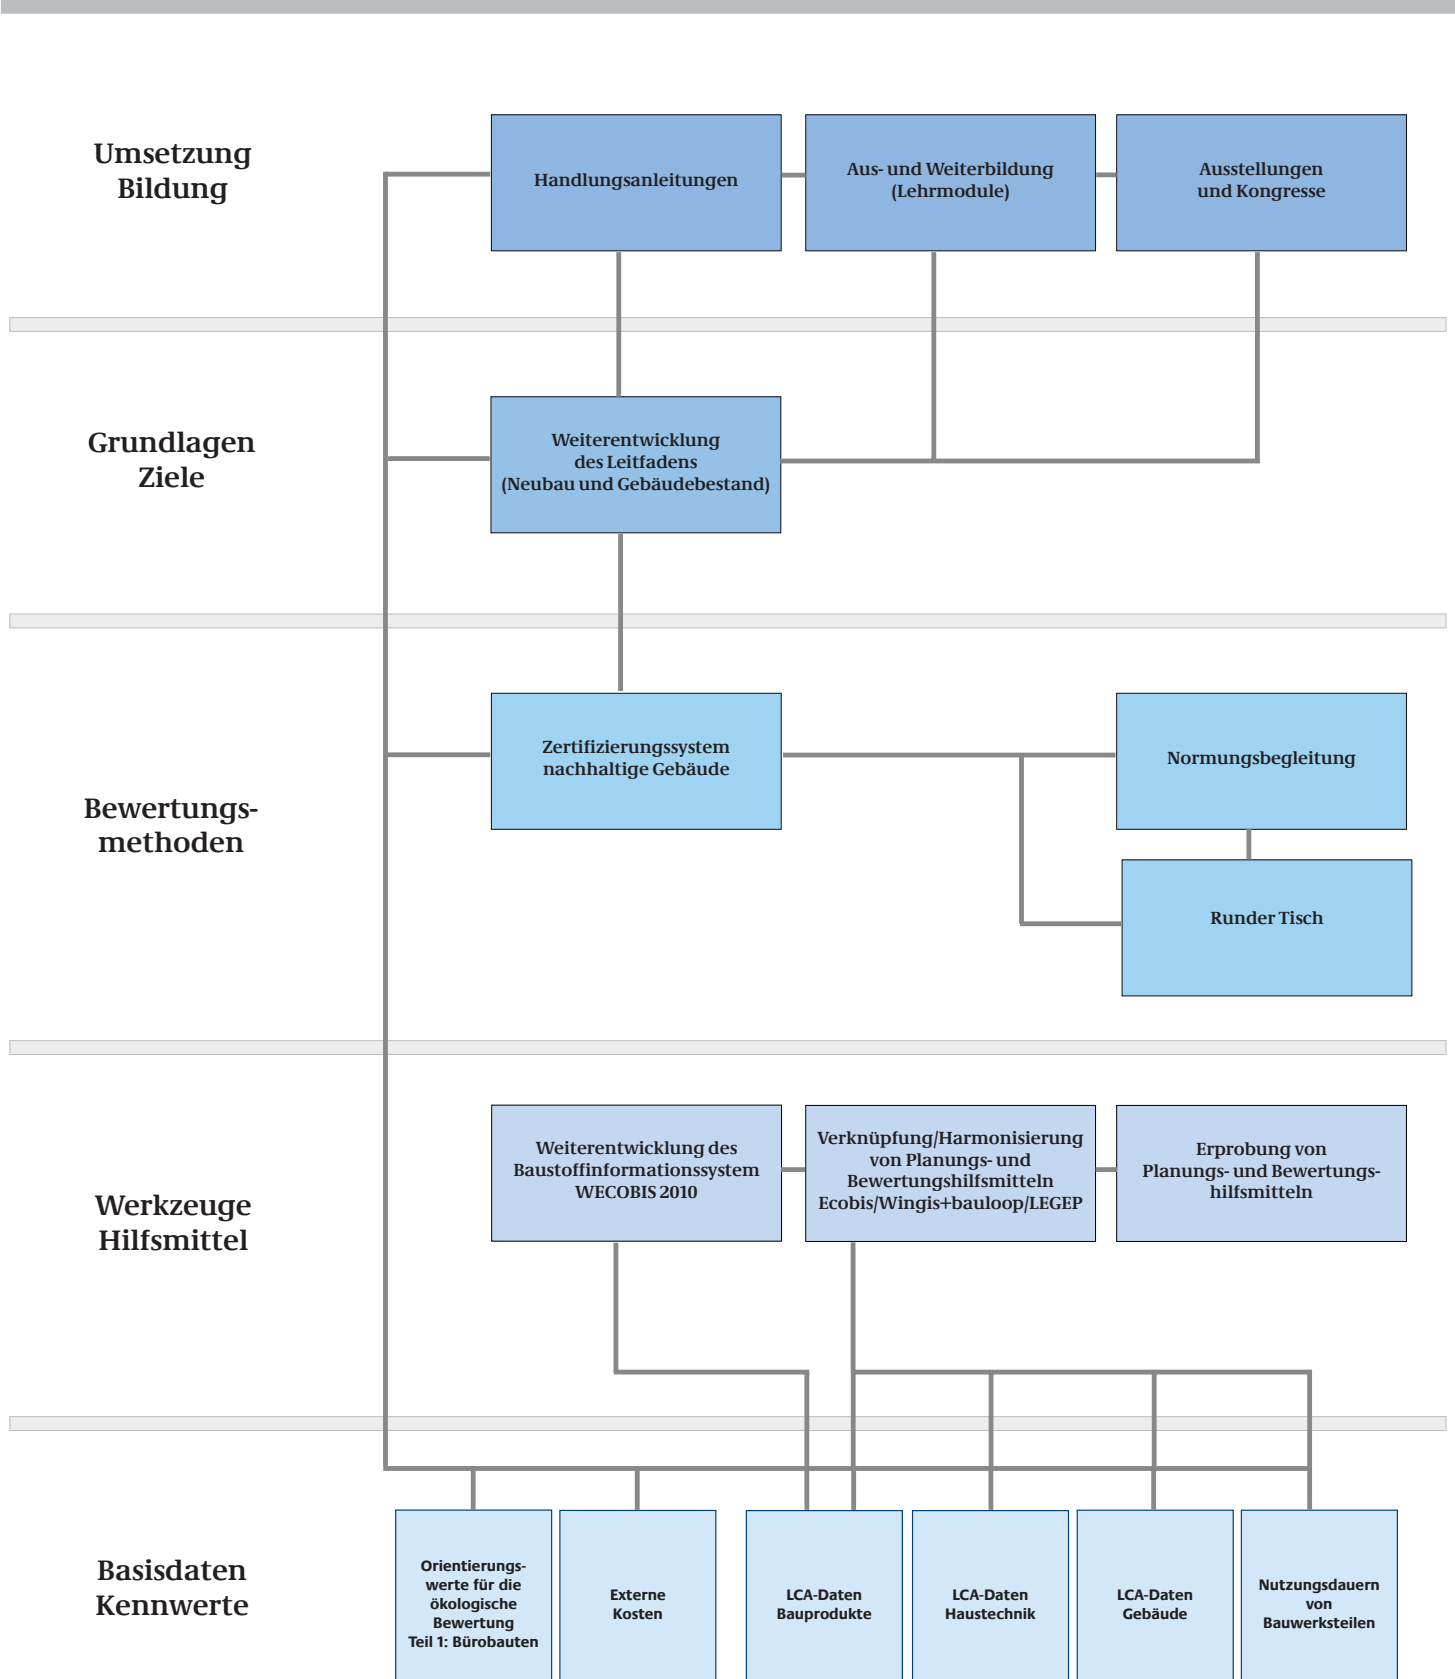 Umsetzung
Bildung
Handlungsanleitungen
Aus- und Weiterbildung
(Lehrmodule)
Ausstellungen
und Kongresse
Grundlagen
Ziele
Weiterentwicklung
des Leitfadens
(Neubau und Gebäudebestand)
Bewertungs-
methoden
Zertifizierungssystem
nachhaltige Gebäude
Normungsbegleitung
Runder Tisch
Werkzeuge
Hilfsmittel
Weiterentwicklung des
Baustoffinformationssystem
WECOBIS 2010
Verknüpfung/Harmonisierung
von Planungs- und
Bewertungshilfsmitteln
Ecobis/Wingis+bauloop/LEGEP
Erprobung von
Planungs- und Bewertungs-
hilfsmitteln
Basisdaten
Kennwerte
Orientierungs-
werte für die
ökologische
Bewertung
Teil 1: Bürobauten
Externe
Kosten
LCA-Daten
Bauprodukte
LCA-Daten
Haustechnik
LCA-Daten
Gebäude
Nutzungsdauern
von
Bauwerksteilen